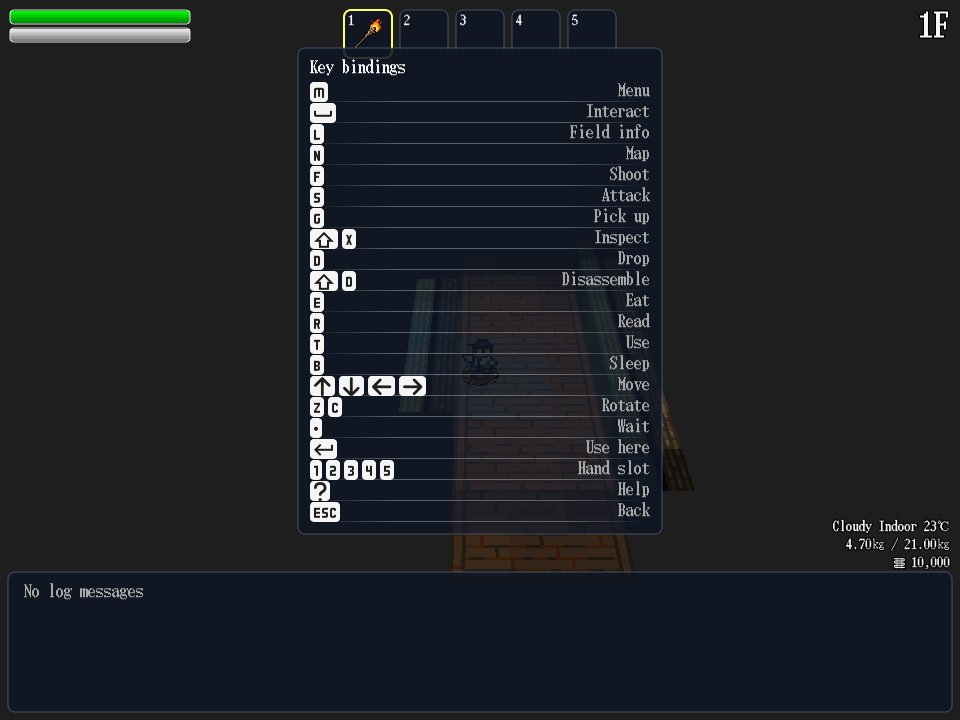 1 2 3 4 5
1F
Key bindings
M Menu
Interact
L Field info
N Map
F Shoot
S Attack
G Pick up
X Inspect
D Drop
D Disassemble
E Eat
R Read
T Use
B Sleep
↑ ↓ ← → Move
Z C Rotate
. Wait
Use here
1 2 3 4 5 Hand slot
? Help
ESC Back
Cloudy Indoor 23℃
4.70kg / 21.00kg
10,000
No log messages